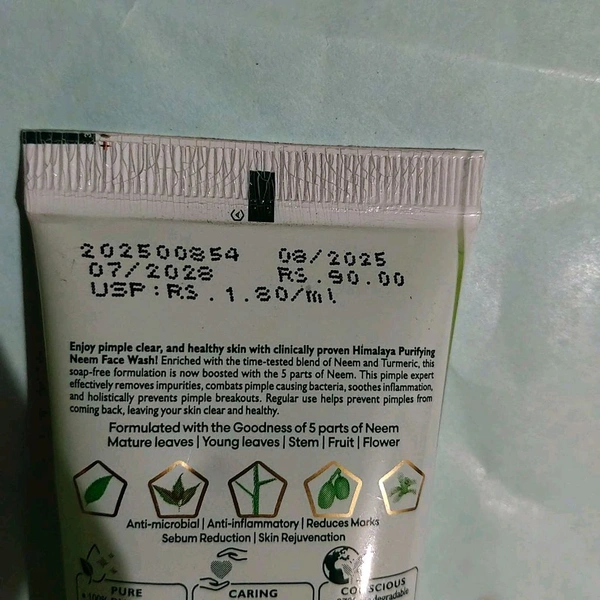 202500854 08/2025
07/2028 RS.90.00
USP:RS.1.80/ml
Enjoy pimple clear, and healthy skin with clinically proven Himalaya Purifying
Neem Face Wash! Enriched with the time-tested blend of Neem and Turmeric, this
soap-free formulation is now boosted with the 5 parts of Neem. This pimple expert
effectively removes impurities, combats pimple causing bacteria, soothes inflammation,
and holistically prevents pimple breakouts. Regular use helps prevent pimples from
coming back, leaving your skin clear and healthy.
Formulated with the Goodness of 5 parts of Neem
Mature leaves | Young leaves | Stem | Fruit | Flower
Anti-microbial | Anti-inflammatory | Reduces Marks
Sebum Reduction | Skin Rejuvenation
PURE CARING CONSCIOUS